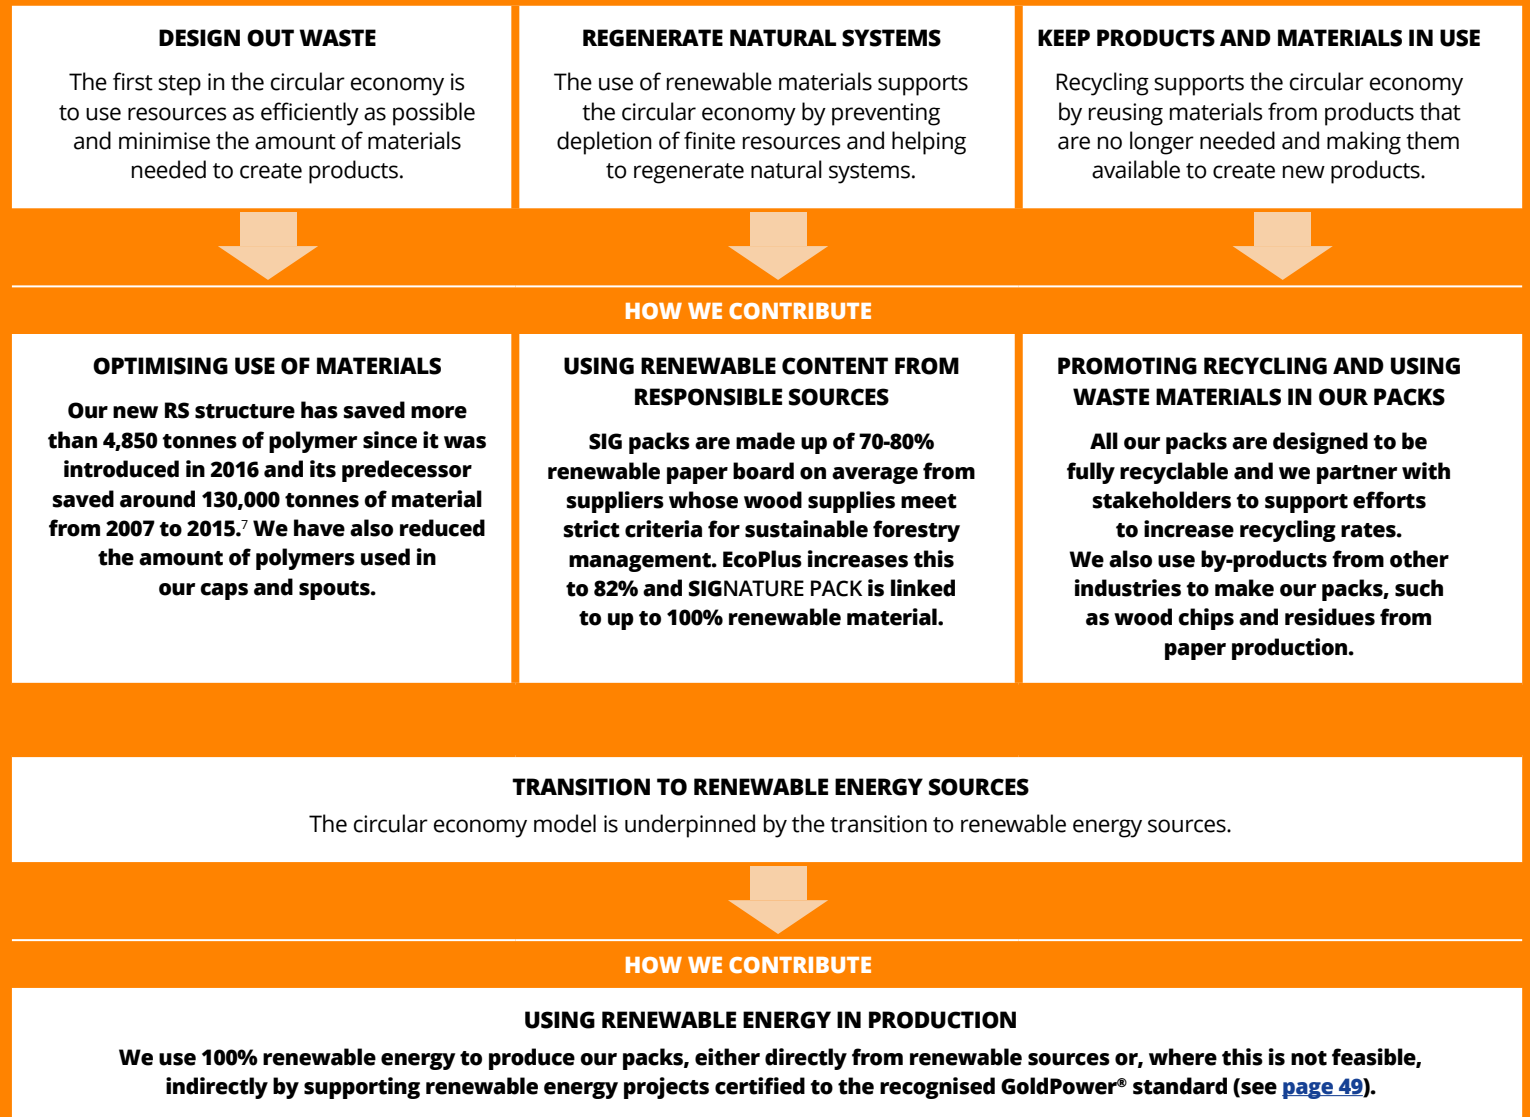 DESIGN OUT WASTE
The first step in the circular economy is
to use resources as efficiently as possible
and minimise the amount of materials
needed to create products.
REGENERATE NATURAL SYSTEMS
The use of renewable materials supports
the circular economy by preventing
depletion of finite resources and helping
to regenerate natural systems.
KEEP PRODUCTS AND MATERIALS IN USE
Recycling supports the circular economy
by reusing materials from products that
are no longer needed and making them
available to create new products.
HOW WE CONTRIBUTE
OPTIMISING USE OF MATERIALS
Our new RS structure has saved more
than 4,850 tonnes of polymer since it was
introduced in 2016 and its predecessor
saved around 130,000 tonnes of material
from 2007 to 2015.7 We have also reduced
the amount of polymers used in
our caps and spouts.
USING RENEWABLE CONTENT FROM
RESPONSIBLE SOURCES
SIG packs are made up of 70-80%
renewable paper board on average from
suppliers whose wood supplies meet
strict criteria for sustainable forestry
management. EcoPlus increases this
to 82% and SIGNATURE PACK is linked
to up to 100% renewable material.
PROMOTING RECYCLING AND USING
WASTE MATERIALS IN OUR PACKS
All our packs are designed to be
fully recyclable and we partner with
stakeholders to support efforts
to increase recycling rates.
We also use by-products from other
industries to make our packs, such
as wood chips and residues from
paper production.
TRANSITION TO RENEWABLE ENERGY SOURCES
The circular economy model is underpinned by the transition to renewable energy sources.
HOW WE CONTRIBUTE
USING RENEWABLE ENERGY IN PRODUCTION
We use 100% renewable energy to produce our packs, either directly from renewable sources or, where this is not feasible,
indirectly by supporting renewable energy projects certified to the recognised GoldPower® standard (see page 49).